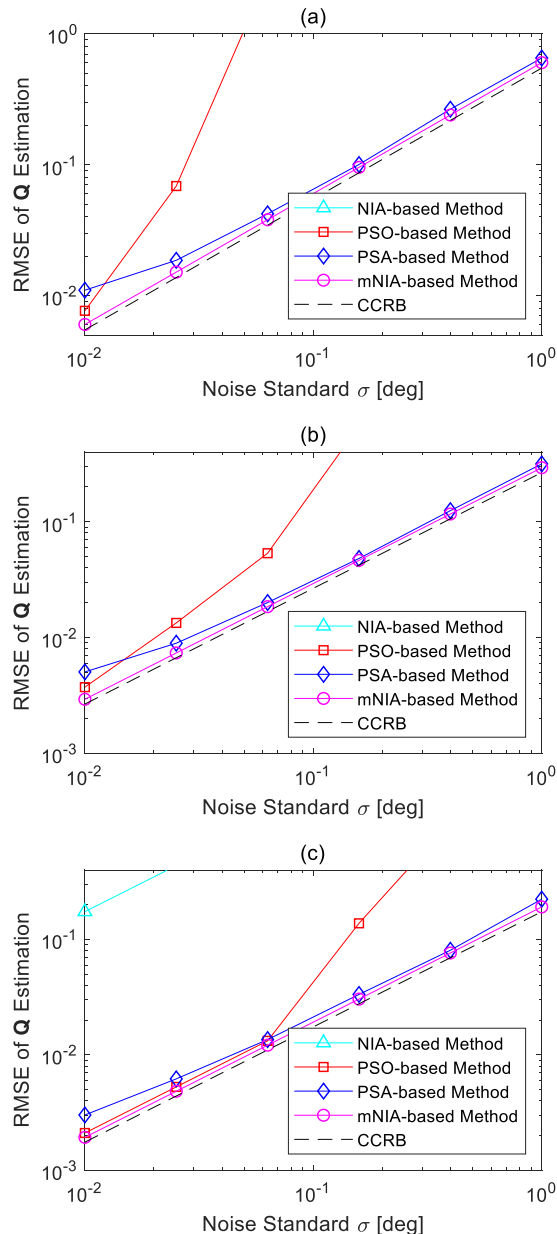 (a)
10^0
10^-1
10^-2
RMSE of Q Estimation
NIA-based Method
PSO-based Method
PSA-based Method
mNIA-based Method
CCRB
10^-2
10^-1
10^0
Noise Standard σ [deg]
(b)
10^-1
10^-2
10^-3
RMSE of Q Estimation
NIA-based Method
PSO-based Method
PSA-based Method
mNIA-based Method
CCRB
10^-2
10^-1
10^0
Noise Standard σ [deg]
(c)
10^-1
10^-2
10^-3
RMSE of Q Estimation
NIA-based Method
PSO-based Method
PSA-based Method
mNIA-based Method
CCRB
10^-2
10^-1
10^0
Noise Standard σ [deg]